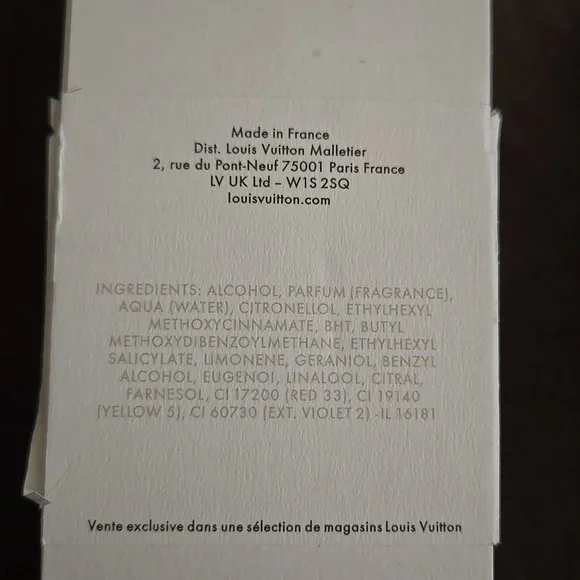 Made in France
Dist. Louis Vuitton Malletier
2, rue du Pont-Neuf 75001 Paris France
LV UK Ltd – W1S 2SQ
louisvuitton.com
INGREDIENTS: ALCOHOL, PARFUM (FRAGRANCE),
AQUA (WATER), CITRONELLOL, ETHYLHEXYL
METHOXYCINNAMATE, BHT, BUTYL
METHOXYDIBENZOYLMETHANE, ETHYLHEXYL
SALICYLATE, LIMONENE, GERANIOL, BENZYL
ALCOHOL, EUGENOL, LINALOOL, CITRAL,
FARNESOL, CI 17200 (RED 33), CI 19140
(YELLOW 5), CI 60730 (EXT. VIOLET 2) -IL 16181
Vente exclusive dans une sélection de magasins Louis Vuitton